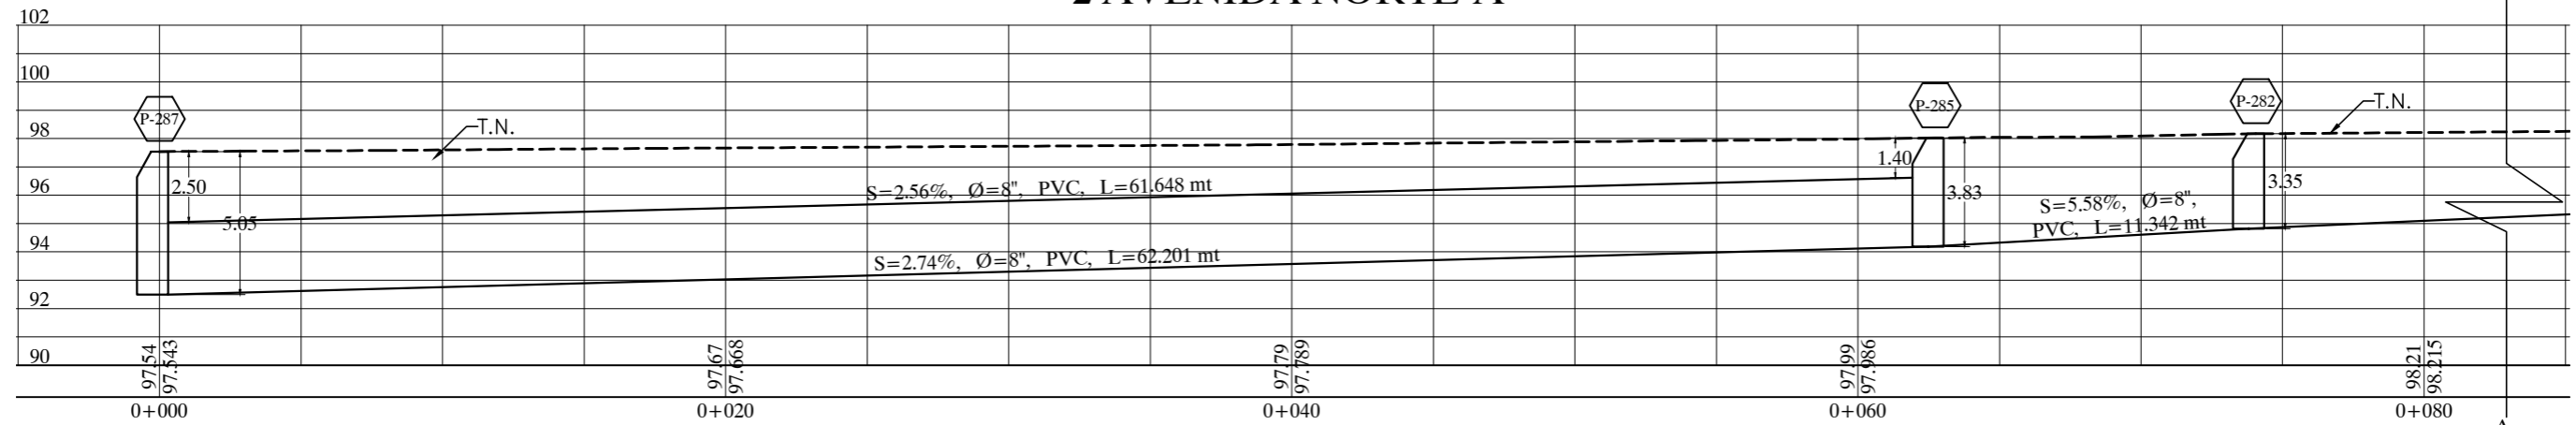 2 AVENIDA NORTE A
102
100
98
96
94
92
90
P-287
T.N.
P-285
P-282
T.N.
2.50
5.05
S=2.56%, Ø=8", PVC, L=61.648 mt
1.40
3.83
S=5.58%, Ø=8",
PVC, L=11.342 mt
3.35
S=2.74%, Ø=8", PVC, L=62.201 mt
97.54
97.543
97.67
97.668
97.79
97.789
97.99
97.986
98.21
98.215
0+000
0+020
0+040
0+060
0+080